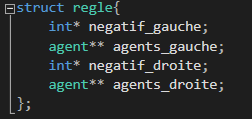 struct regle{
int* negatif_gauche;
agent** agents_gauche;
int* negatif_droite;
agent** agents_droite;
};